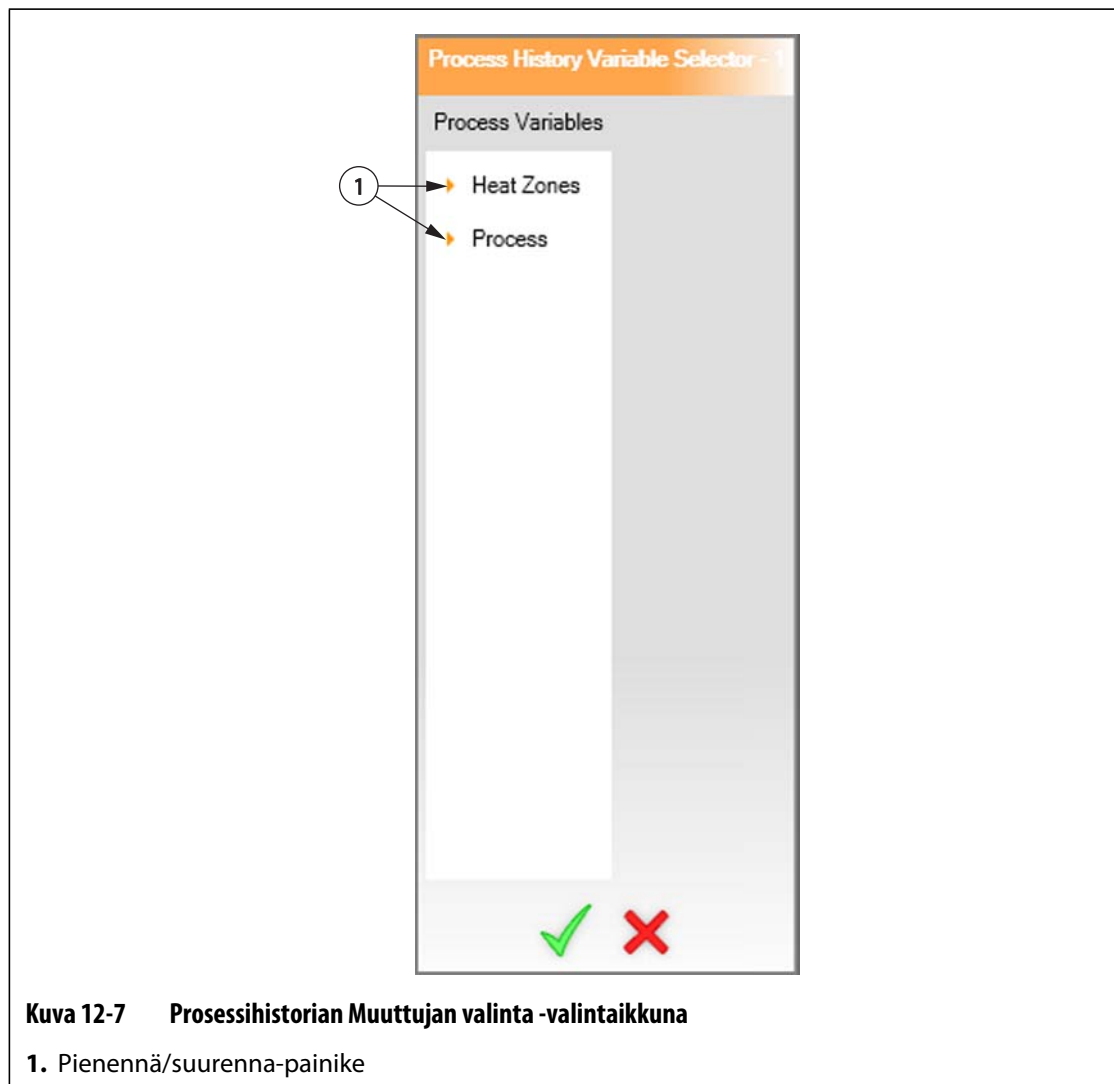 Process History Variable Selector - 1
Process Variables
1
Heat Zones
Process
Kuva 12-7 Prosessihistorian Muuttujan valinta -valintaikkuna
1. Pienennä/suurenna-painike